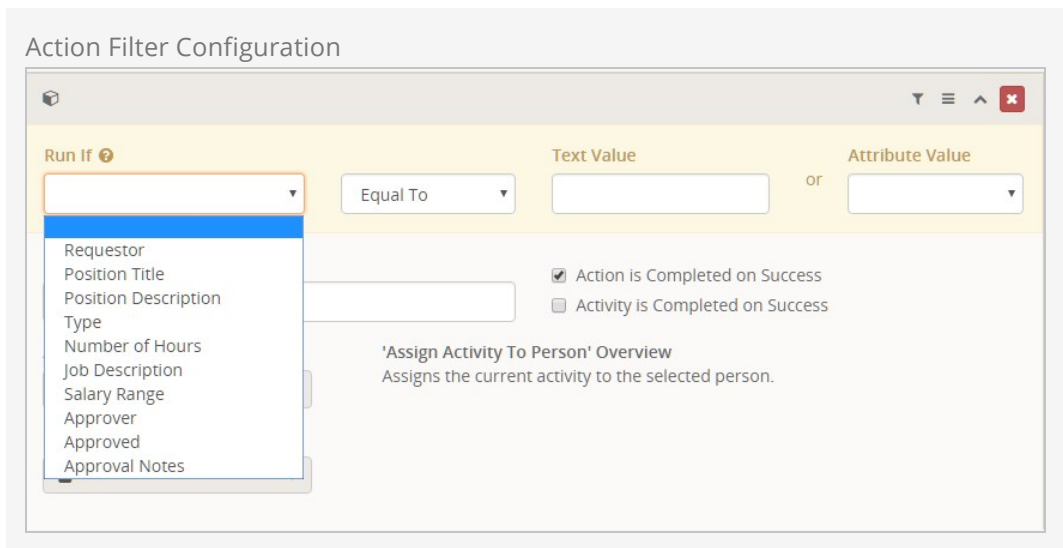 Action Filter Configuration
Run If
Text Value
Attribute Value
Equal To
or
Requestor
Position Title
Position Description
Type
Number of Hours
Job Description
Salary Range
Approver
Approved
Approval Notes
Action is Completed on Success
Activity is Completed on Success
'Assign Activity To Person' Overview
Assigns the current activity to the selected person.